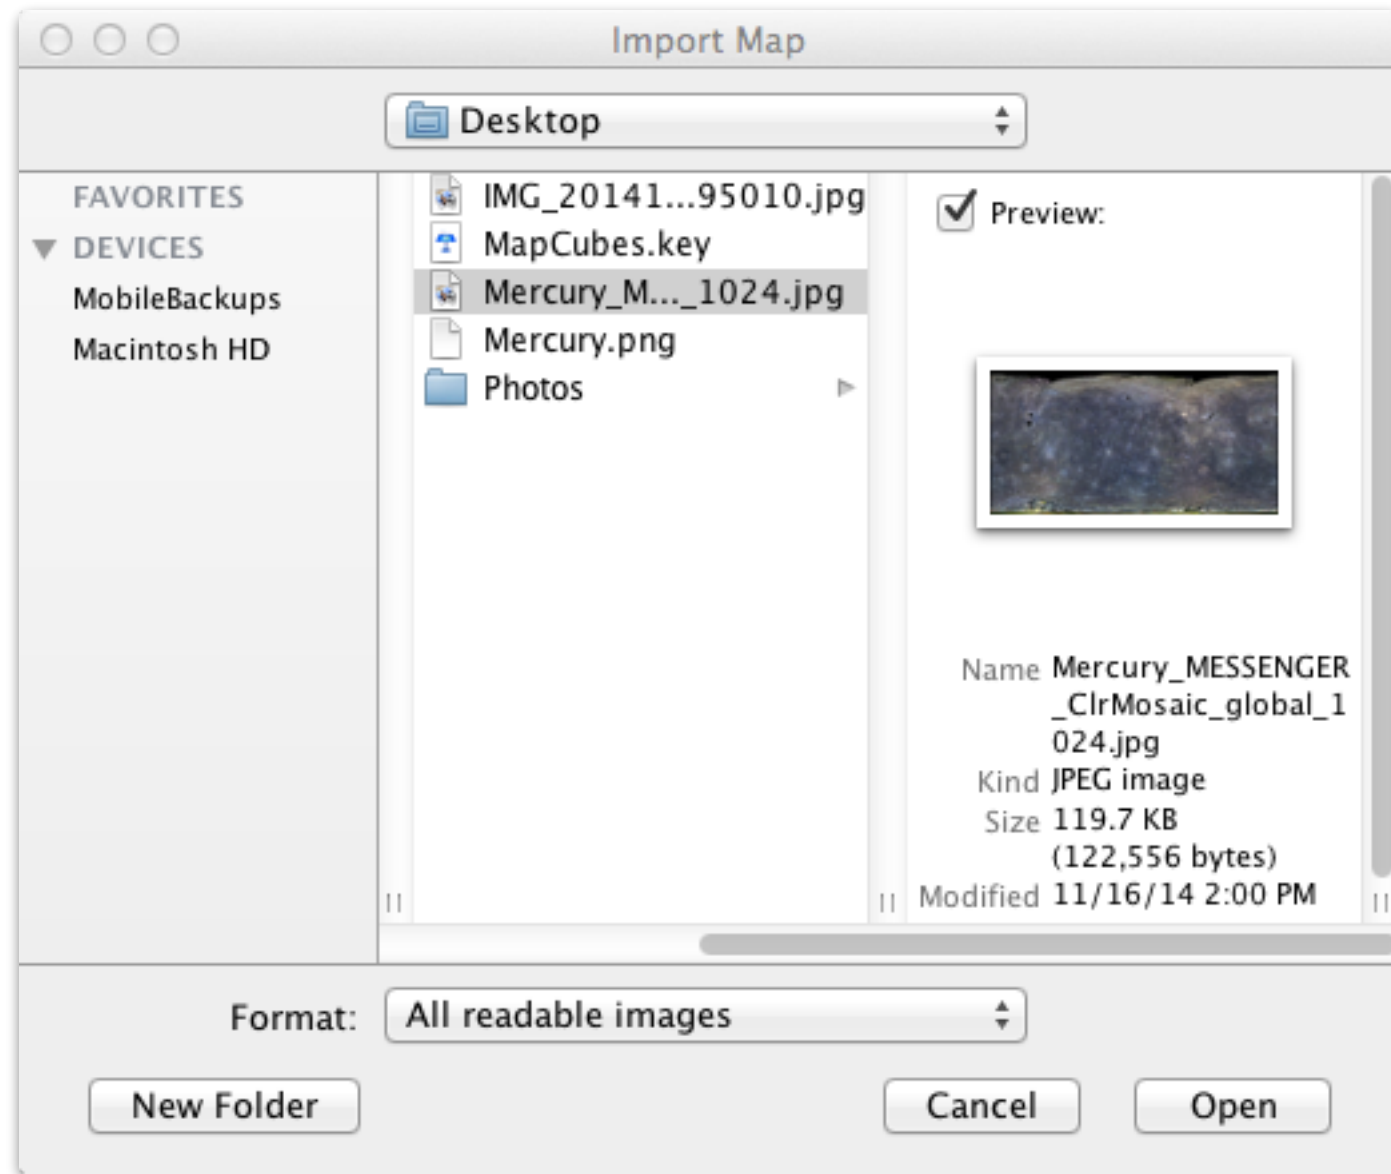 Import Map
Desktop
FAVORITES
DEVICES
MobileBackups
Macintosh HD
IMG_20141...95010.jpg
MapCubes.key
Mercury_M..._1024.jpg
Mercury.png
Photos
Preview:
Name Mercury_MESSENGER
_ClrMosaic_global_1
024.jpg
Kind JPEG image
Size 119.7 KB
(122,556 bytes)
Modified 11/16/14 2:00 PM
Format: All readable images
New Folder Cancel Open